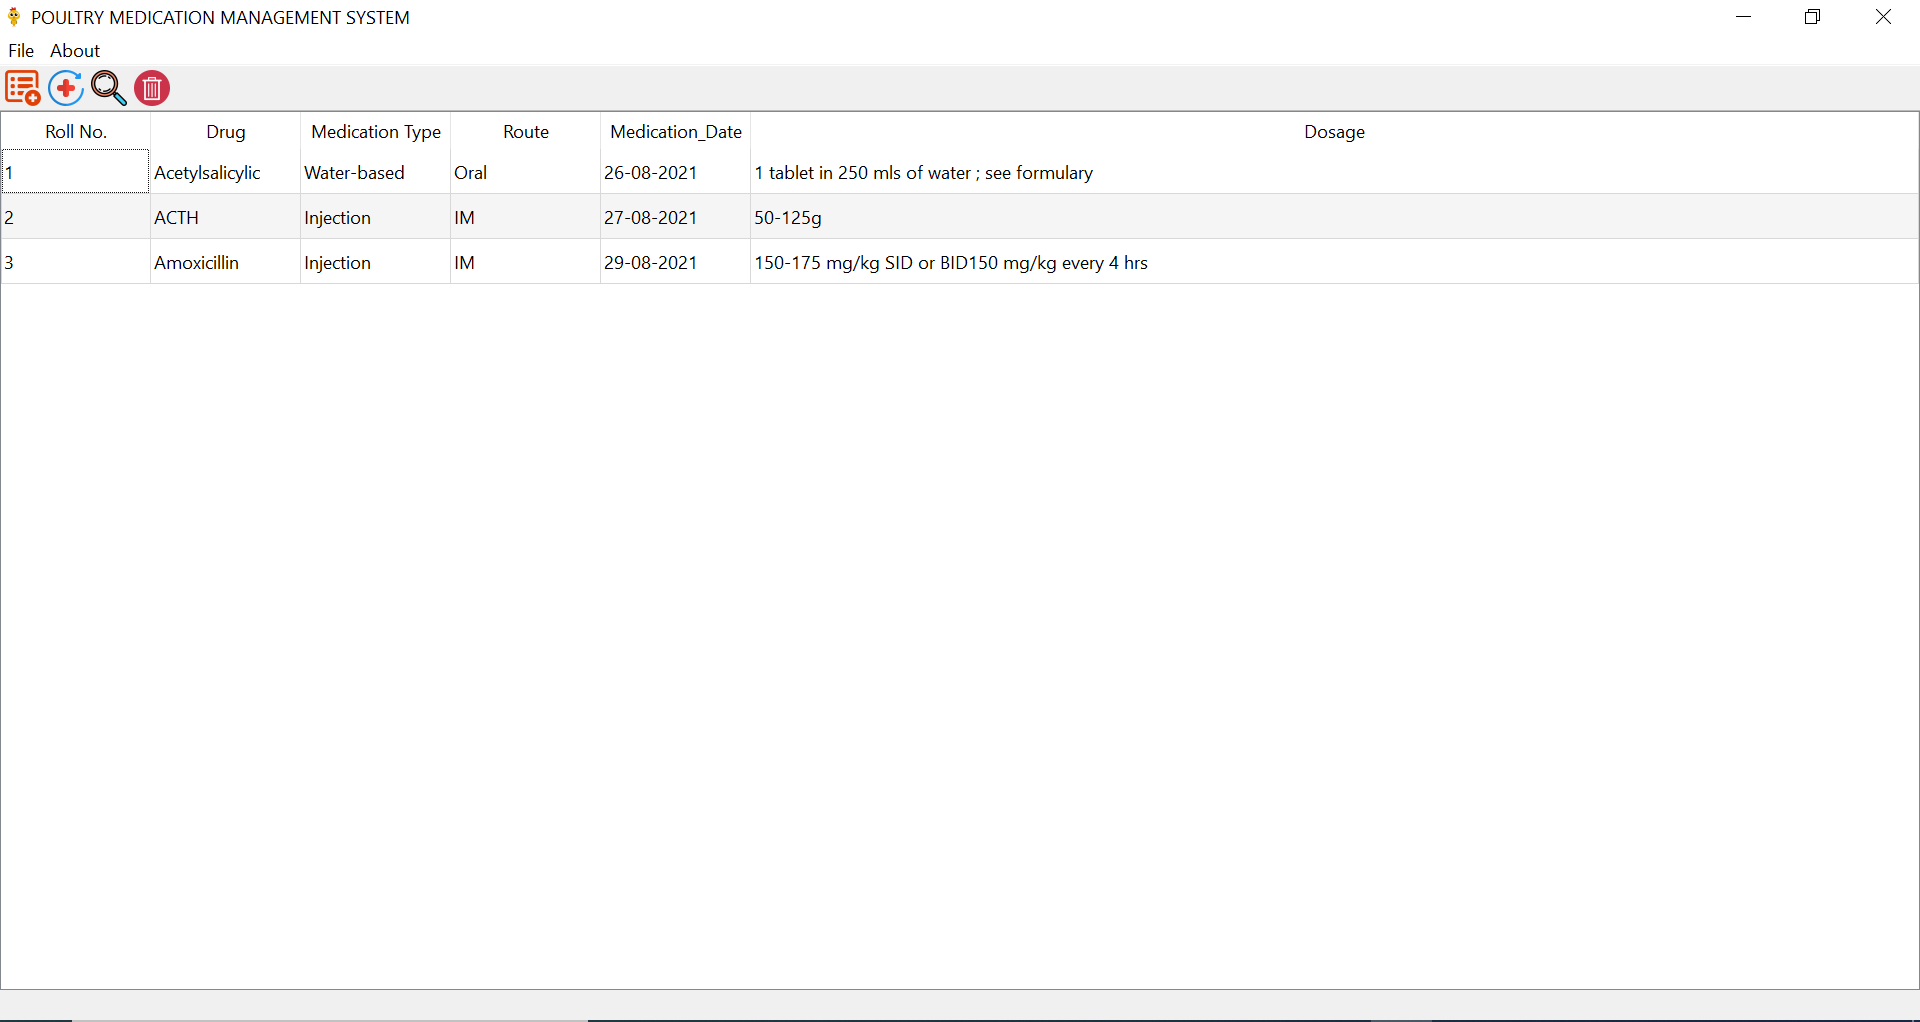 POULTRY MEDICATION MANAGEMENT SYSTEM
File About
Roll No. Drug Medication Type Route Medication_Date Dosage
1 Acetylsalicylic Water-based Oral 26-08-2021 1 tablet in 250 mls of water ; see formulary
2 ACTH Injection IM 27-08-2021 50-125g
3 Amoxicillin Injection IM 29-08-2021 150-175 mg/kg SID or BID150 mg/kg every 4 hrs